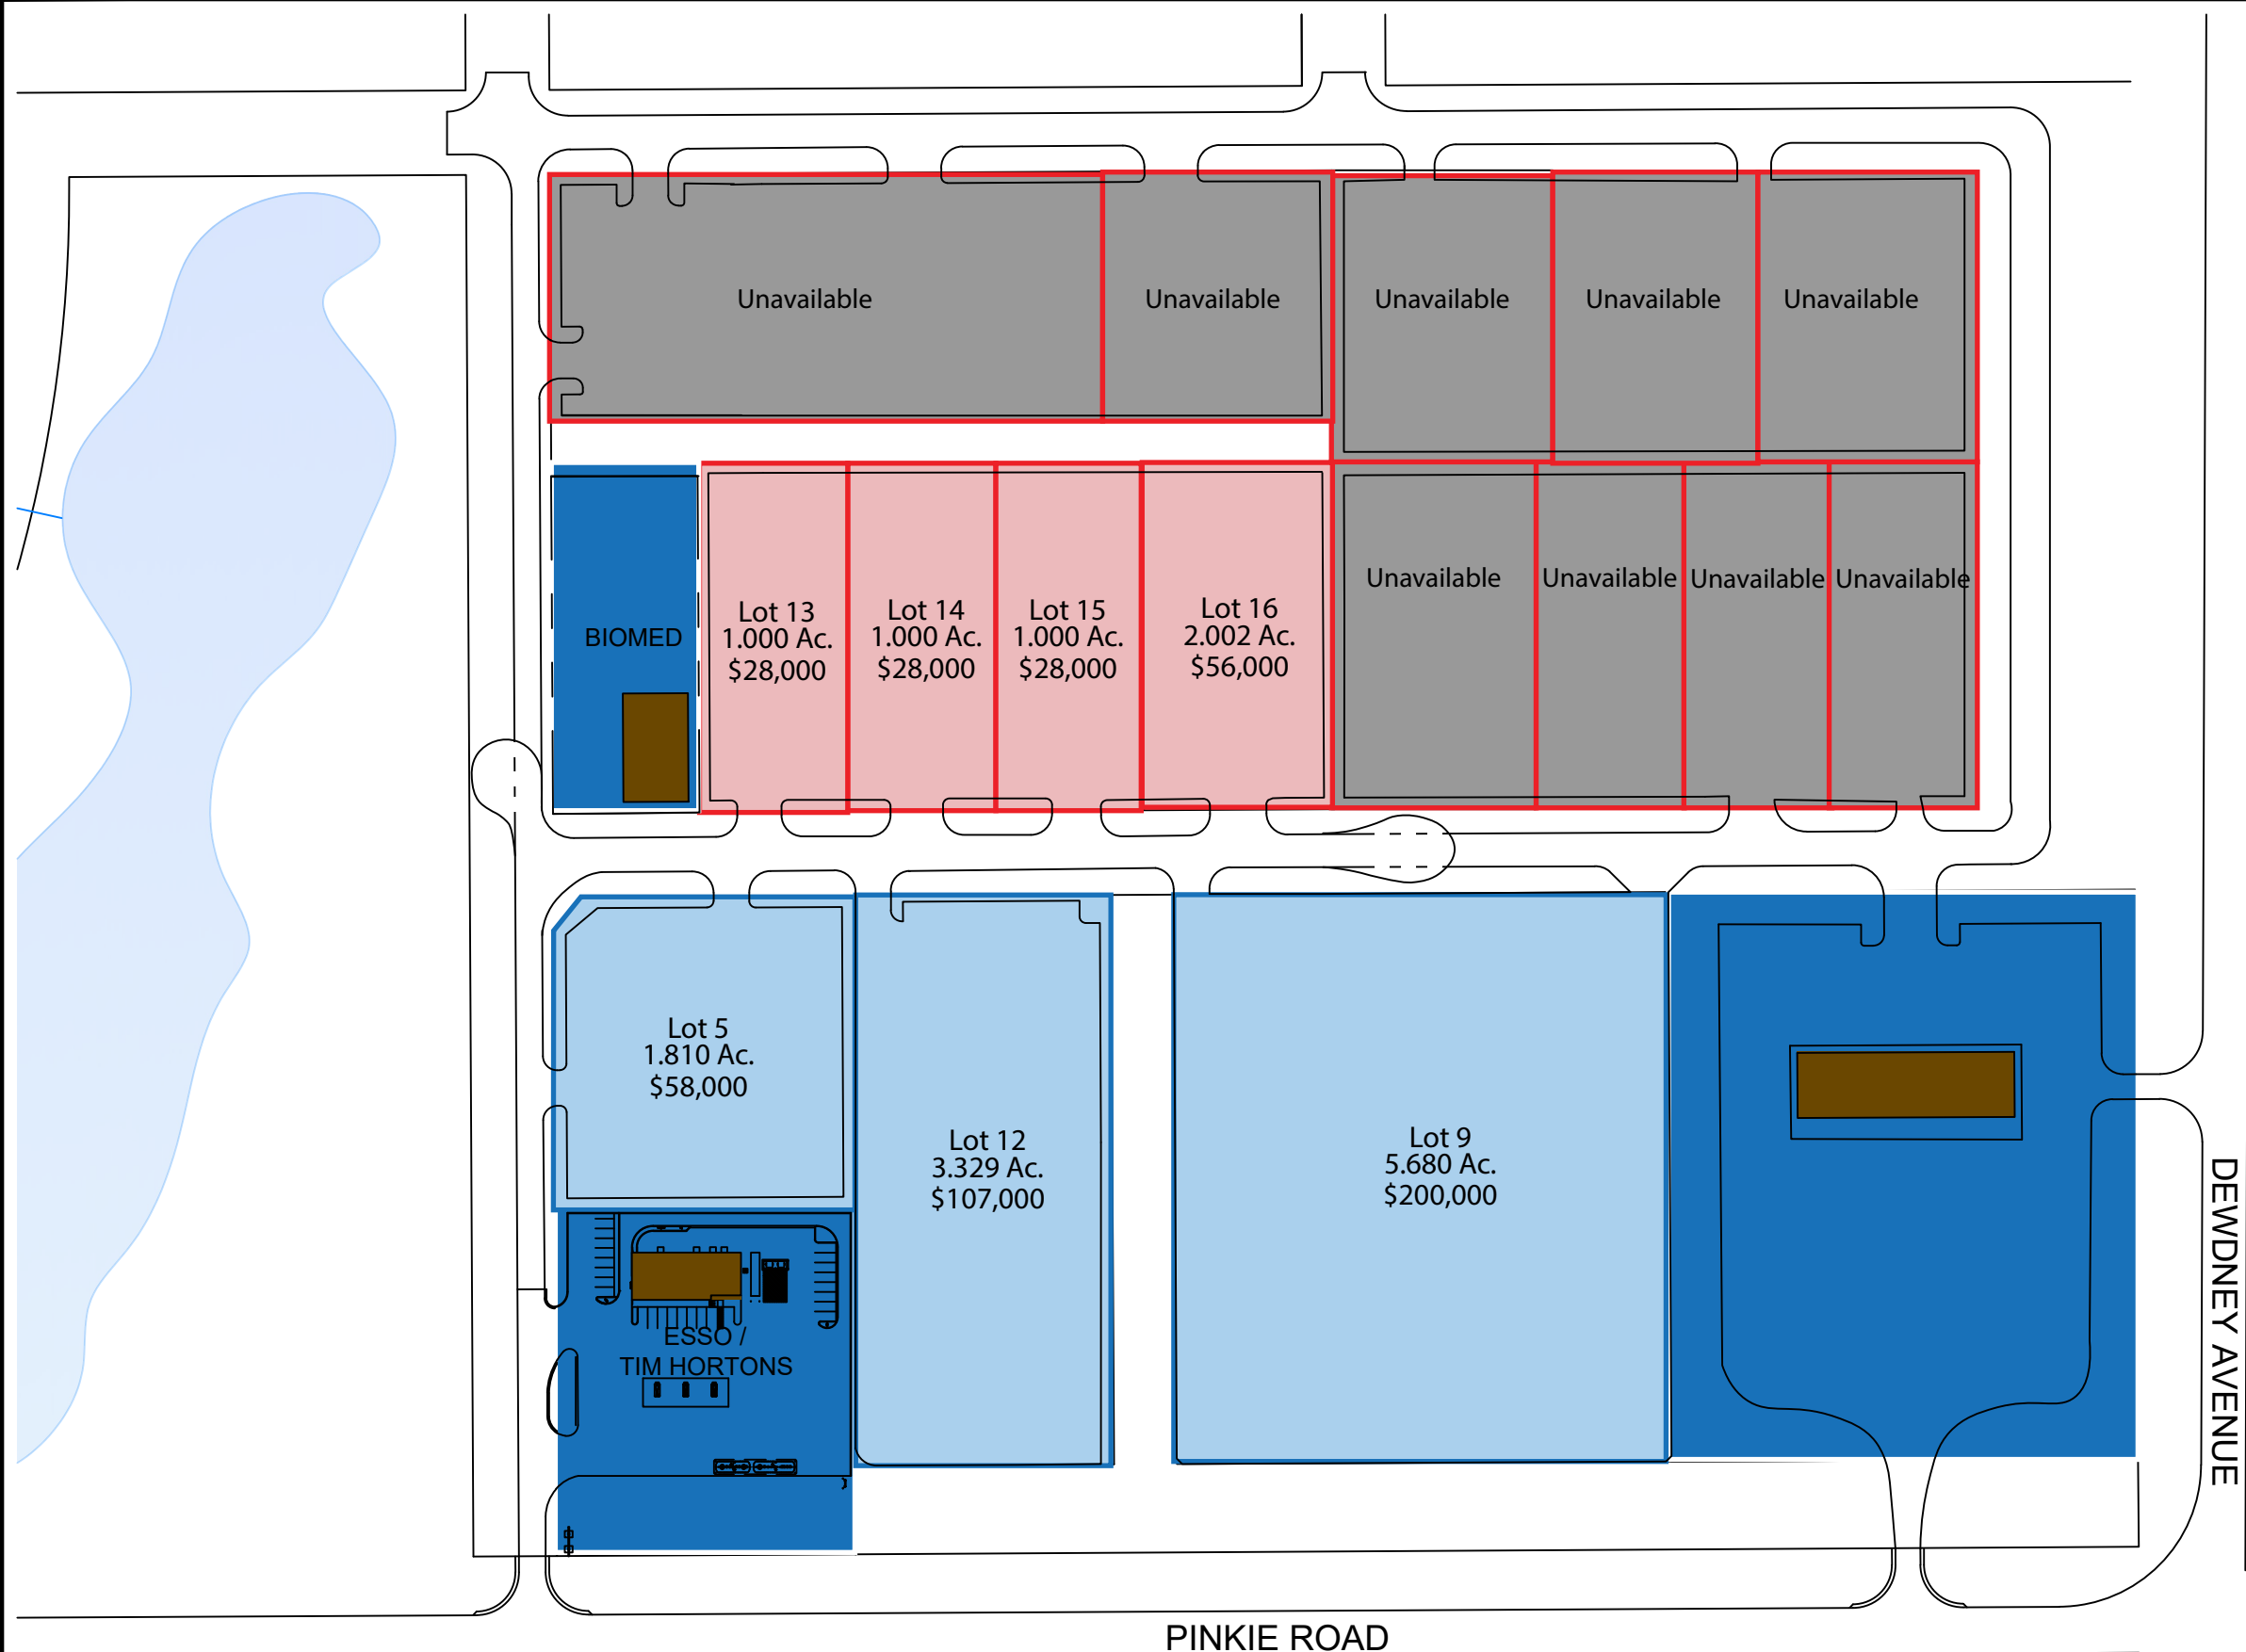 Unavailable
Unavailable
Unavailable
Unavailable
Unavailable
Unavailable
Unavailable
Unavailable
Unavailable
BIOMED
Lot 13
1.000 Ac.
$28,000
Lot 14
1.000 Ac.
$28,000
Lot 15
1.000 Ac.
$28,000
Lot 16
2.002 Ac.
$56,000
Lot 5
1.810 Ac.
$58,000
Lot 12
3.329 Ac.
$107,000
Lot 9
5.680 Ac.
$200,000
ESSO /
TIM HORTONS
DEWDNEY AVENUE
PINKIE ROAD